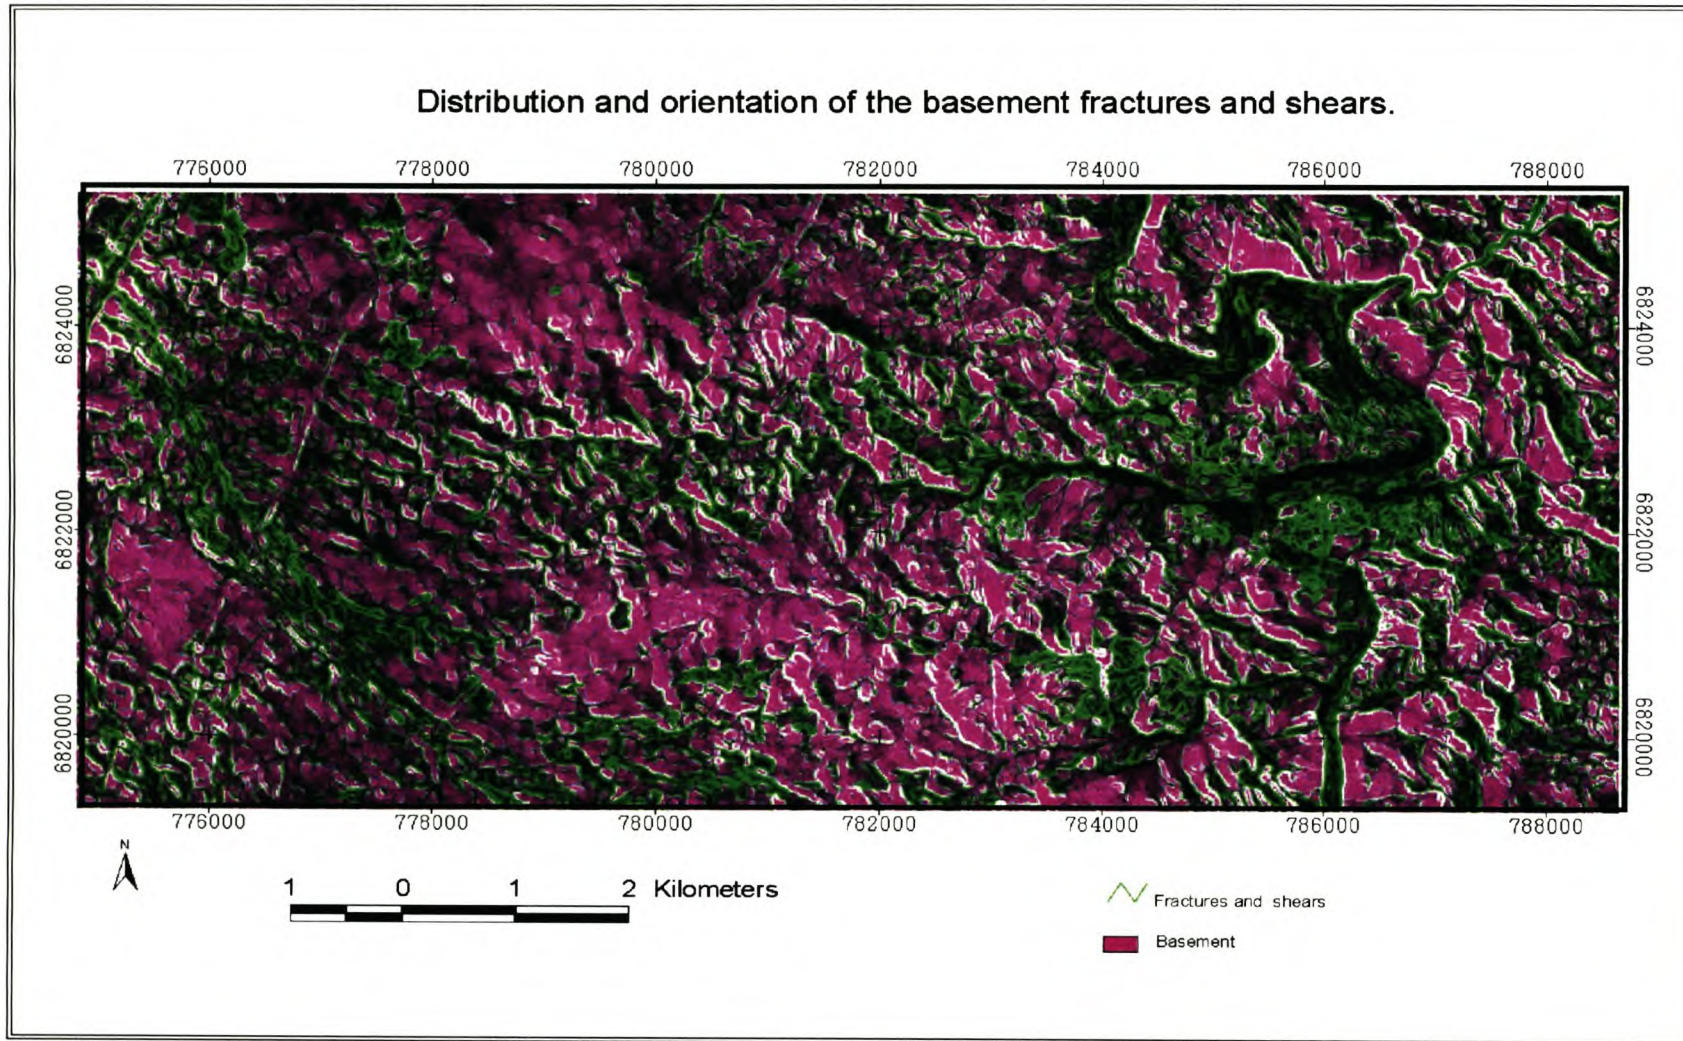 Distribution and orientation of the basement fractures and shears.
776000 778000 780000 782000 784000 786000 788000
6824000 6824000
6822000 6822000
6820000 6820000
776000 778000 780000 782000 784000 786000 788000
N
1 0 1 2 Kilometers
Fractures and shears
Basement